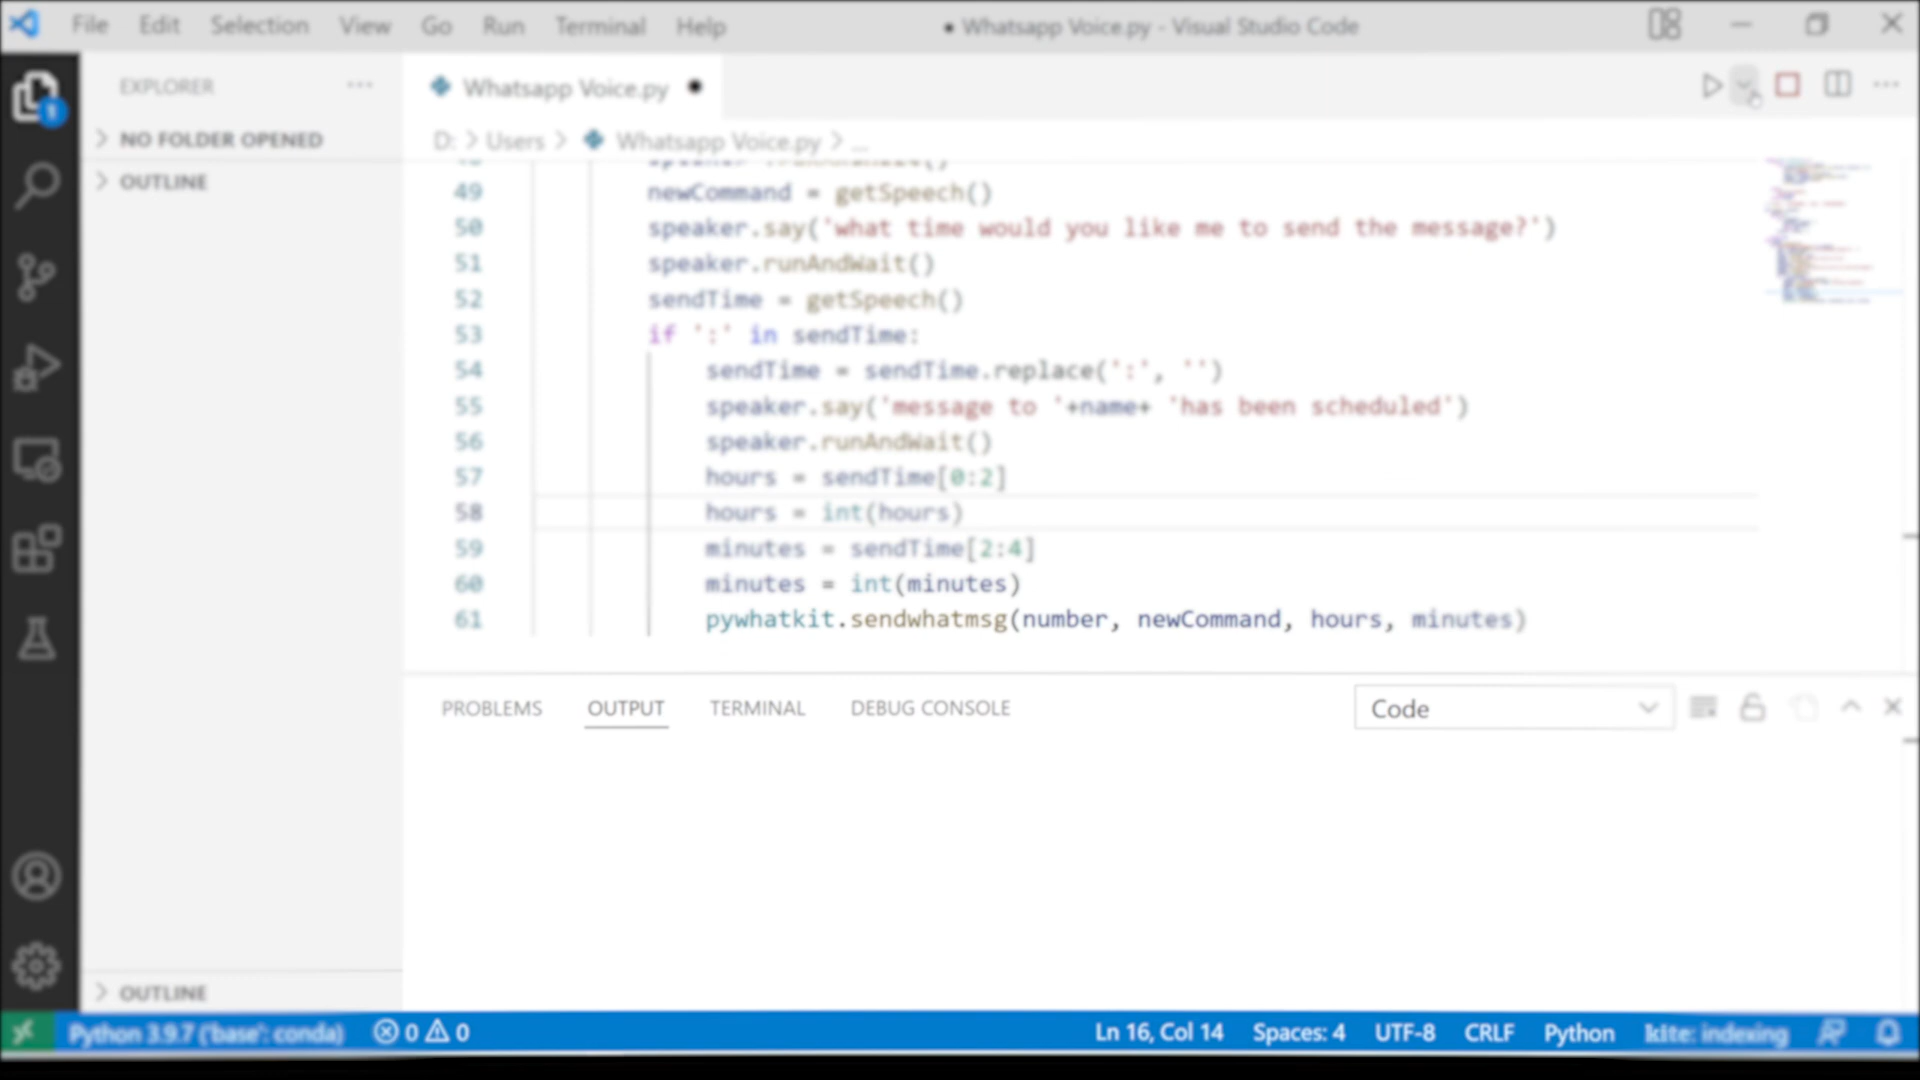 File Edit Selection View Go Run Terminal Help
● Whatsapp Voice.py - Visual Studio Code
EXPLORER ...
Whatsapp Voice.py ●
1
NO FOLDER OPENED
D: > Users > Whatsapp Voice.py > ...
OUTLINE
49 newCommand = getSpeech()
50 speaker.say('what time would you like me to send the message?')
51 speaker.runAndWait()
52 sendTime = getSpeech()
53 if ':' in sendTime:
54 sendTime = sendTime.replace(':', '')
55 speaker.say('message to '+name+ 'has been scheduled')
56 speaker.runAndWait()
57 hours = sendTime[0:2]
58 hours = int(hours)
59 minutes = sendTime[2:4]
60 minutes = int(minutes)
61 pywhatkit.sendwhatmsg(number, newCommand, hours, minutes)
PROBLEMS OUTPUT TERMINAL DEBUG CONSOLE
Code
OUTLINE
Python 3.9.7 ('base': conda) 0 0
Ln 16, Col 14 Spaces: 4 UTF-8 CRLF Python kite: indexing